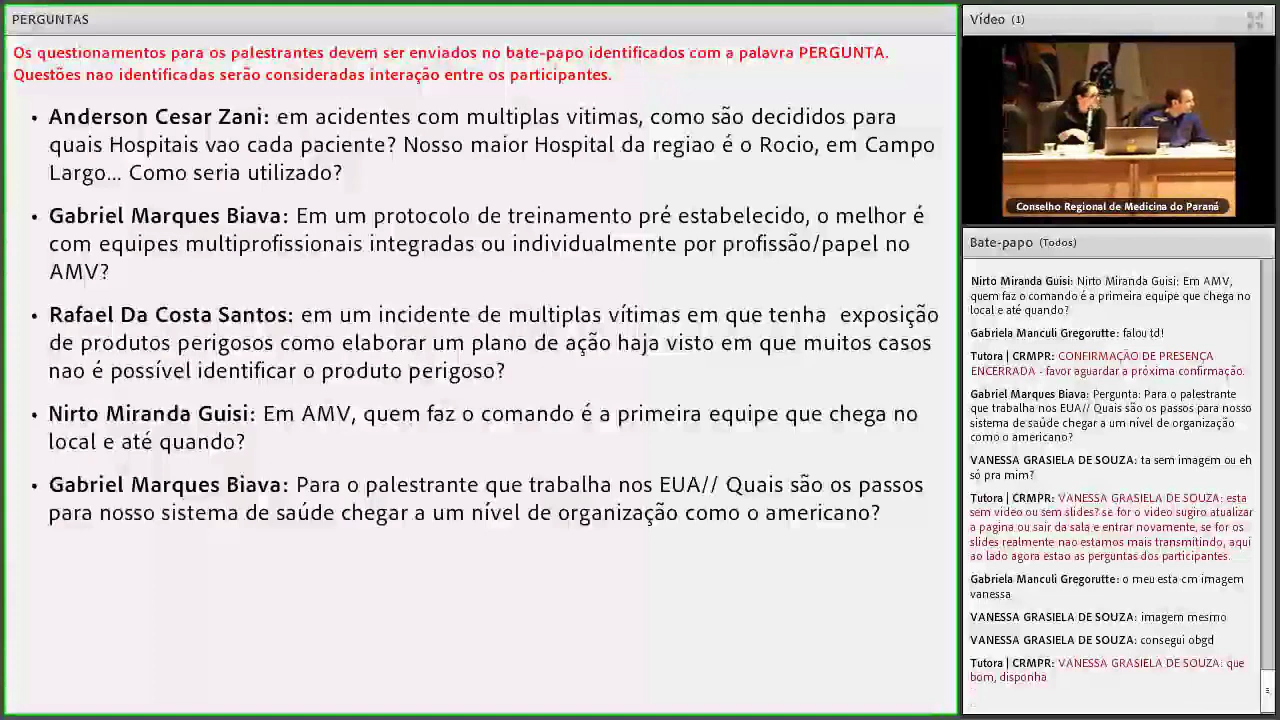 PERGUNTAS
Os questionamentos para os palestrantes devem ser enviados no bate-papo identificados com a palavra PERGUNTA.
Questões nao identificadas serão consideradas interação entre os participantes.
• Anderson Cesar Zani: em acidentes com multiplas vitimas, como são decididos para
quais Hospitais vao cada paciente? Nosso maior Hospital da regiao é o Rocio, em Campo
Largo... Como seria utilizado?
• Gabriel Marques Biava: Em um protocolo de treinamento pré estabelecido, o melhor é
com equipes multiprofissionais integradas ou individualmente por profissão/papel no
AMV?
• Rafael Da Costa Santos: em um incidente de multiplas vítimas em que tenha exposição
de produtos perigosos como elaborar um plano de ação haja visto em que muitos casos
nao é possível identificar o produto perigoso?
• Nirto Miranda Guisi: Em AMV, quem faz o comando é a primeira equipe que chega no
local e até quando?
• Gabriel Marques Biava: Para o palestrante que trabalha nos EUA// Quais são os passos
para nosso sistema de saúde chegar a um nível de organização como o americano?
Vídeo (1)
Conselho Regional de Medicina do Paraná
Bate-papo (Todos)
Nirto Miranda Guisi: Nirto Miranda Guisi: Em AMV,
quem faz o comando é a primeira equipe que chega no
local e até quando?
Gabriela Manculi Gregorutte: falou td!
Tutora | CRMPR: CONFIRMAÇÃO DE PRESENÇA
ENCERRADA - favor aguardar a próxima confirmação.
Gabriel Marques Biava: Pergunta: Para o palestrante
que trabalha nos EUA// Quais são os passos para nosso
sistema de saúde chegar a um nível de organização
como o americano?
VANESSA GRASIELA DE SOUZA: ta sem imagem ou eh
só pra mim?
Tutora | CRMPR: VANESSA GRASIELA DE SOUZA: esta
sem video ou sem slides? se for o video sugiro atualizar
a pagina ou sair da sala e entrar novamente, se for os
slides realmente nao estamos mais transmitindo, aqui
ao lado agora estao as perguntas dos participantes.
Gabriela Manculi Gregorutte: o meu esta cm imagem
vanessa
VANESSA GRASIELA DE SOUZA: imagem mesmo
VANESSA GRASIELA DE SOUZA: consegui obgd
Tutora | CRMPR: VANESSA GRASIELA DE SOUZA: que
bom, disponha